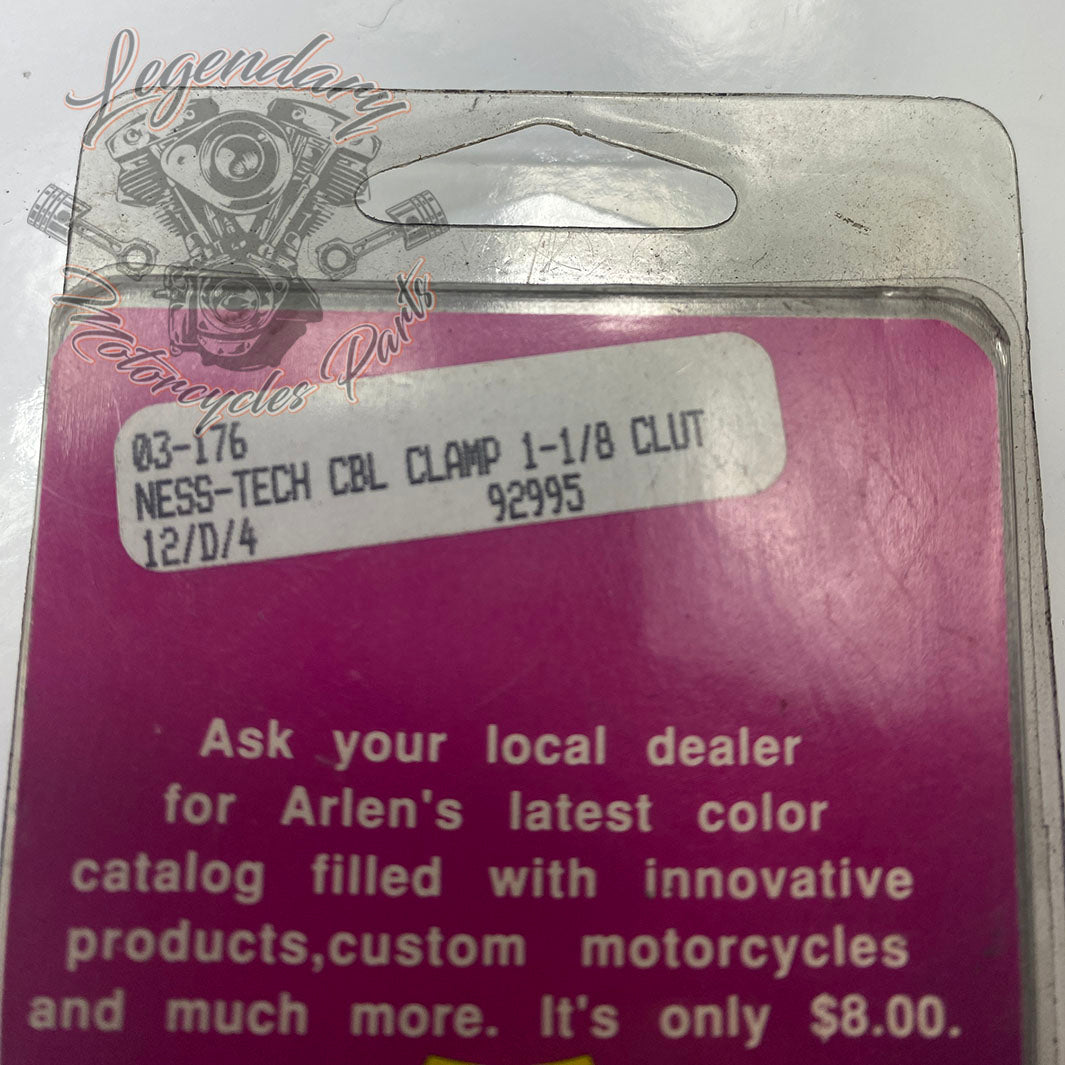 Legendary
Motorcycles Parts
03-176
NESS-TECH CBL CLAMP 1-1/8 CLUT
12/D/4 92995
Ask your local dealer
for Arlen's latest color
catalog filled with innovative
products,custom motorcycles
and much more. It's only $8.00.